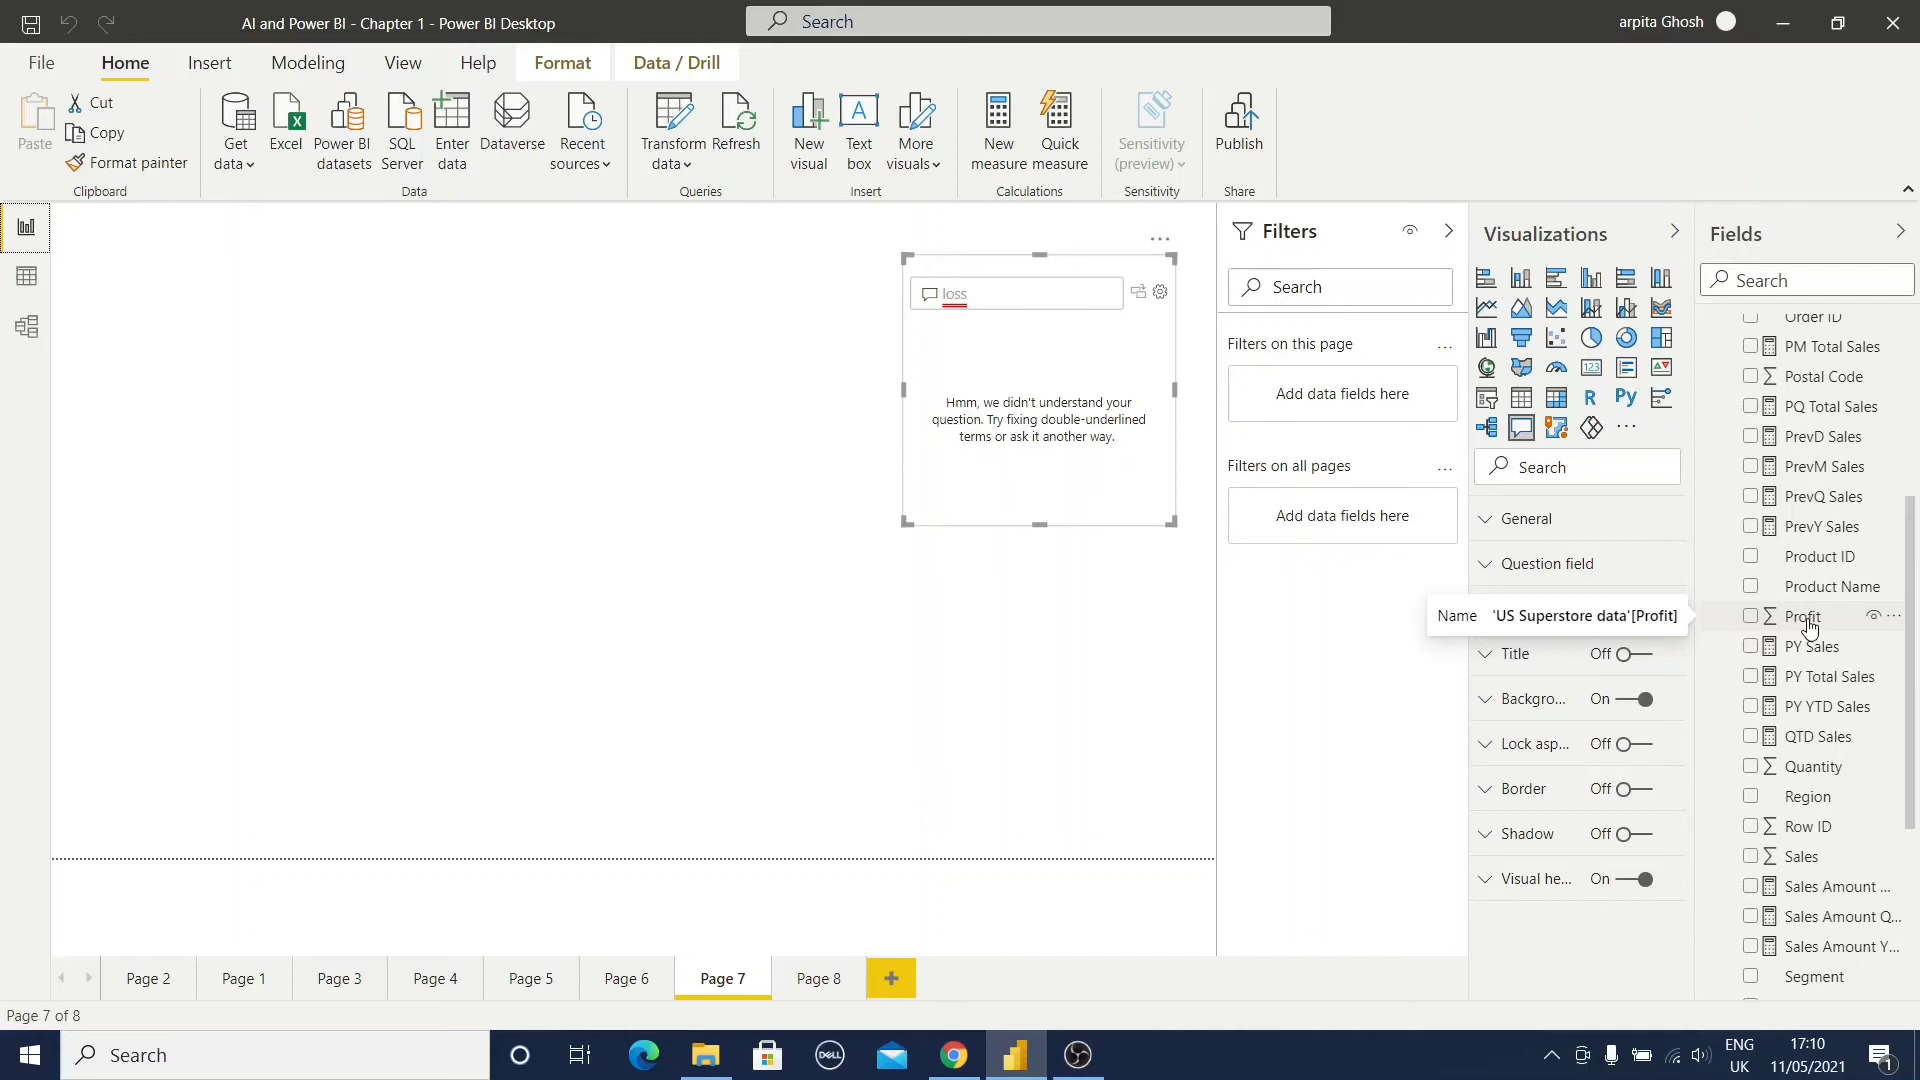 AI and Power BI - Chapter 1 - Power BI Desktop
Search
arpita Ghosh
File
Home
Insert
Modeling
View
Help
Format
Data / Drill
Paste
Cut
Copy
Format painter
Clipboard
Get data
Excel
Power BI datasets
SQL Server
Enter data
Dataverse
Recent sources
Data
Transform data
Refresh
Queries
New visual
Text box
More visuals
Insert
New measure
Quick measure
Calculations
Sensitivity (preview)
Sensitivity
Publish
Share
loss
Hmm, we didn't understand your
question. Try fixing double-underlined
terms or ask it another way.
Filters
Search
Filters on this page
...
Add data fields here
Filters on all pages
...
Add data fields here
Visualizations
123
R
Py
...
Search
General
Question field
Name 'US Superstore data'[Profit]
Title Off
Backgro... On
Lock asp... Off
Border Off
Shadow Off
Visual he... On
Fields
Search
Order ID
PM Total Sales
Postal Code
PQ Total Sales
PrevD Sales
PrevM Sales
PrevQ Sales
PrevY Sales
Product ID
Product Name
Profit
PY Sales
PY Total Sales
PY YTD Sales
QTD Sales
Quantity
Region
Row ID
Sales
Sales Amount ...
Sales Amount Q...
Sales Amount Y...
Segment
Page 2
Page 1
Page 3
Page 4
Page 5
Page 6
Page 7
Page 8
Page 7 of 8
Search
DELL
ENG
UK
17:10
11/05/2021
1